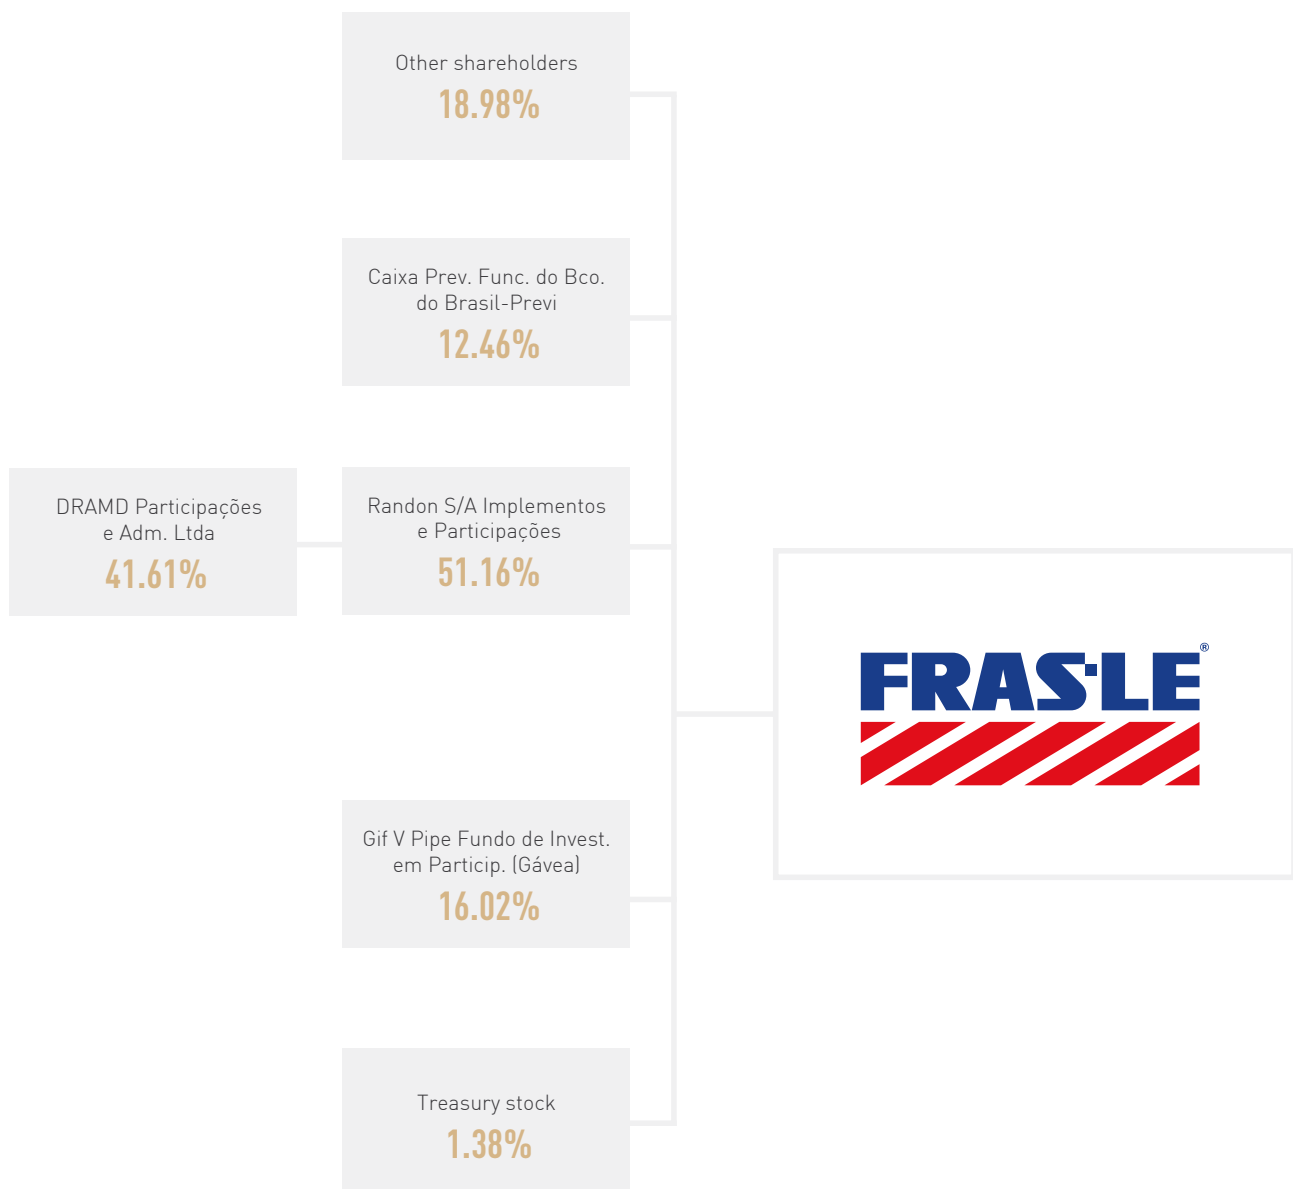 Other shareholders
18.98%
Caixa Prev. Func. do Bco.
do Brasil-Previ
12.46%
DRAMD Participações
e Adm. Ltda
41.61%
Randon S/A Implementos
e Participações
51.16%
FRAS-LE®
Gif V Pipe Fundo de Invest.
em Particip. (Gávea)
16.02%
Treasury stock
1.38%